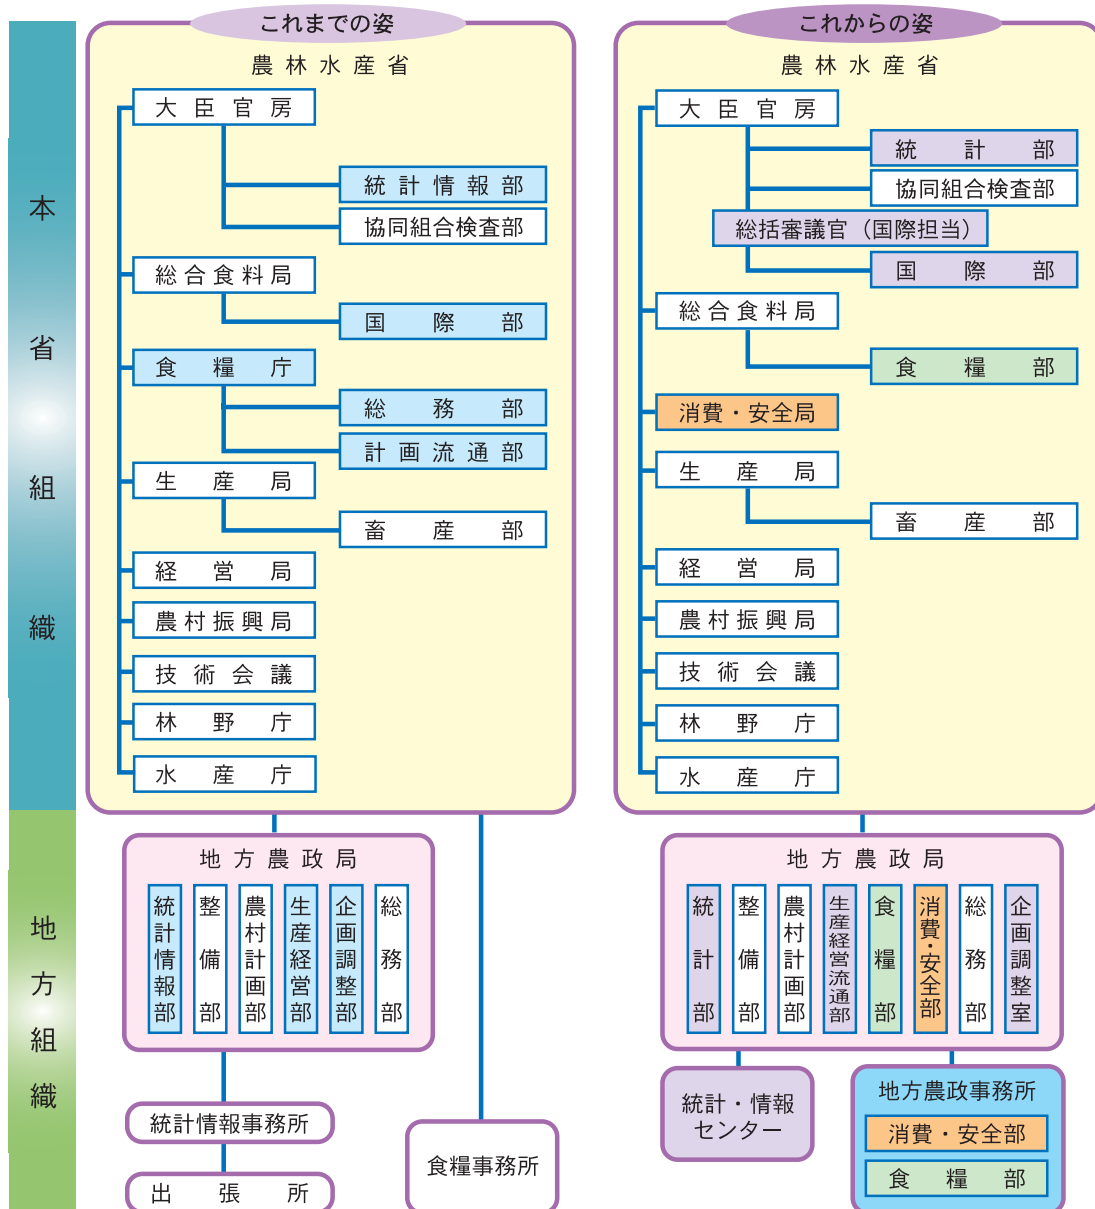 これまでの姿
農林水産省
大臣官房
統計情報部
協同組合検査部
総合食料局
国際部
食糧庁
総務部
計画流通部
生産局
畜産部
経営局
農村振興局
技術会議
林野庁
水産庁
これからの姿
農林水産省
大臣官房
統計部
協同組合検査部
総括審議官（国際担当）
国際部
総合食料局
食糧部
消費・安全局
生産局
畜産部
経営局
農村振興局
技術会議
林野庁
水産庁
本省組織
地方組織
地方農政局
総務部
企画調整部
生産経営部
農村計画部
整備部
統計情報部
統計情報事務所
出張所
食糧事務所
地方農政局
企画調整室
総務部
消費・安全部
食糧部
生産経営流通部
農村計画部
整備部
統計部
統計・情報
センター
地方農政事務所
消費・安全部
食糧部